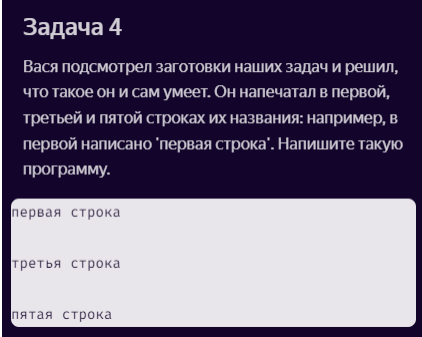 Задача 4
Вася подсмотрел заготовки наших задач и решил,
что такое он и сам умеет. Он напечатал в первой,
третьей и пятой строках их названия: например, в
первой написано 'первая строка'. Напишите такую
программу.
первая строка
третья строка
пятая строка